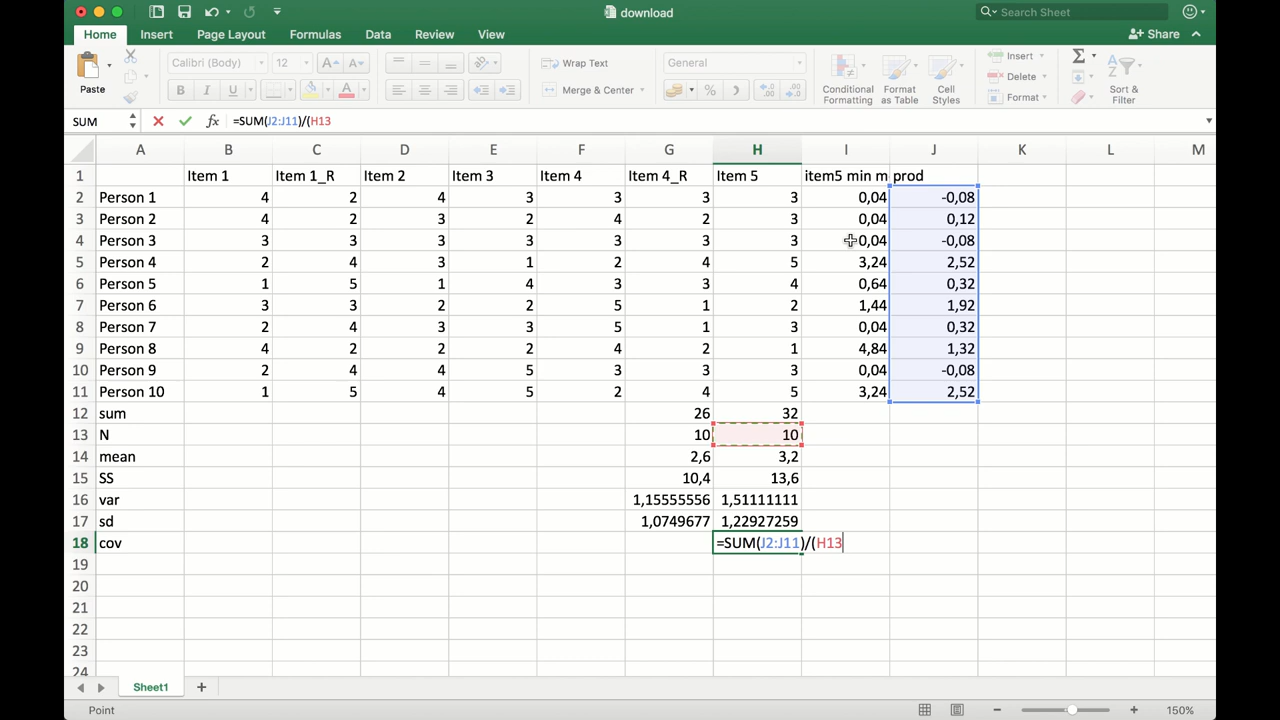 download
Search Sheet
Home Insert Page Layout Formulas Data Review View Share
Paste
Calibri (Body) 12 A A
B I U A
Wrap Text
Merge & Center
General
%
Conditional Formatting
Format as Table
Cell Styles
Insert
Delete
Format
Σ
Sort & Filter
SUM fx =SUM(J2:J11)/(H13
A B C D E F G H I J K L M
1 Item 1 Item 1_R Item 2 Item 3 Item 4 Item 4_R Item 5 item5 min m prod
2 Person 1 4 2 4 3 3 3 3 0,04 -0,08
3 Person 2 4 2 3 2 4 2 3 0,04 0,12
4 Person 3 3 3 3 3 3 3 3 0,04 -0,08
5 Person 4 2 4 3 1 2 4 5 3,24 2,52
6 Person 5 1 5 1 4 3 3 4 0,64 0,32
7 Person 6 3 3 2 2 5 1 2 1,44 1,92
8 Person 7 2 4 3 3 5 1 3 0,04 0,32
9 Person 8 4 2 2 2 4 2 1 4,84 1,32
10 Person 9 2 4 4 5 3 3 3 0,04 -0,08
11 Person 10 1 5 4 5 2 4 5 3,24 2,52
12 sum 26 32
13 N 10 10
14 mean 2,6 3,2
15 SS 10,4 13,6
16 var 1,15555556 1,51111111
17 sd 1,0749677 1,22927259
18 cov =SUM(J2:J11)/(H13
19
20
21
22
23
24
Sheet1 +
Point 150%